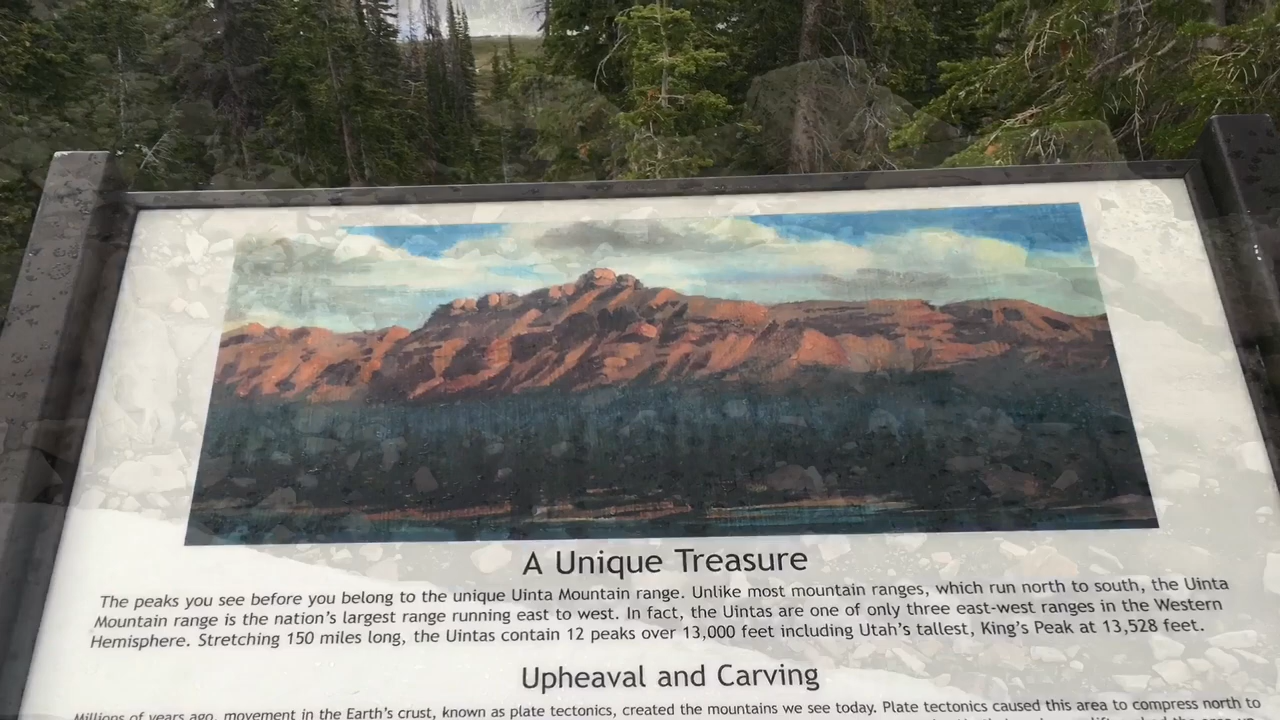 A Unique Treasure
The peaks you see before you belong to the unique Uinta Mountain range. Unlike most mountain ranges, which run north to south, the Uinta
Mountain range is the nation's largest range running east to west. In fact, the Uintas are one of only three east-west ranges in the Western
Hemisphere. Stretching 150 miles long, the Uintas contain 12 peaks over 13,000 feet including Utah's tallest, King's Peak at 13,528 feet.
Upheaval and Carving
Millions of years ago, movement in the Earth's crust, known as plate tectonics, created the mountains we see today. Plate tectonics caused this area to compress north to